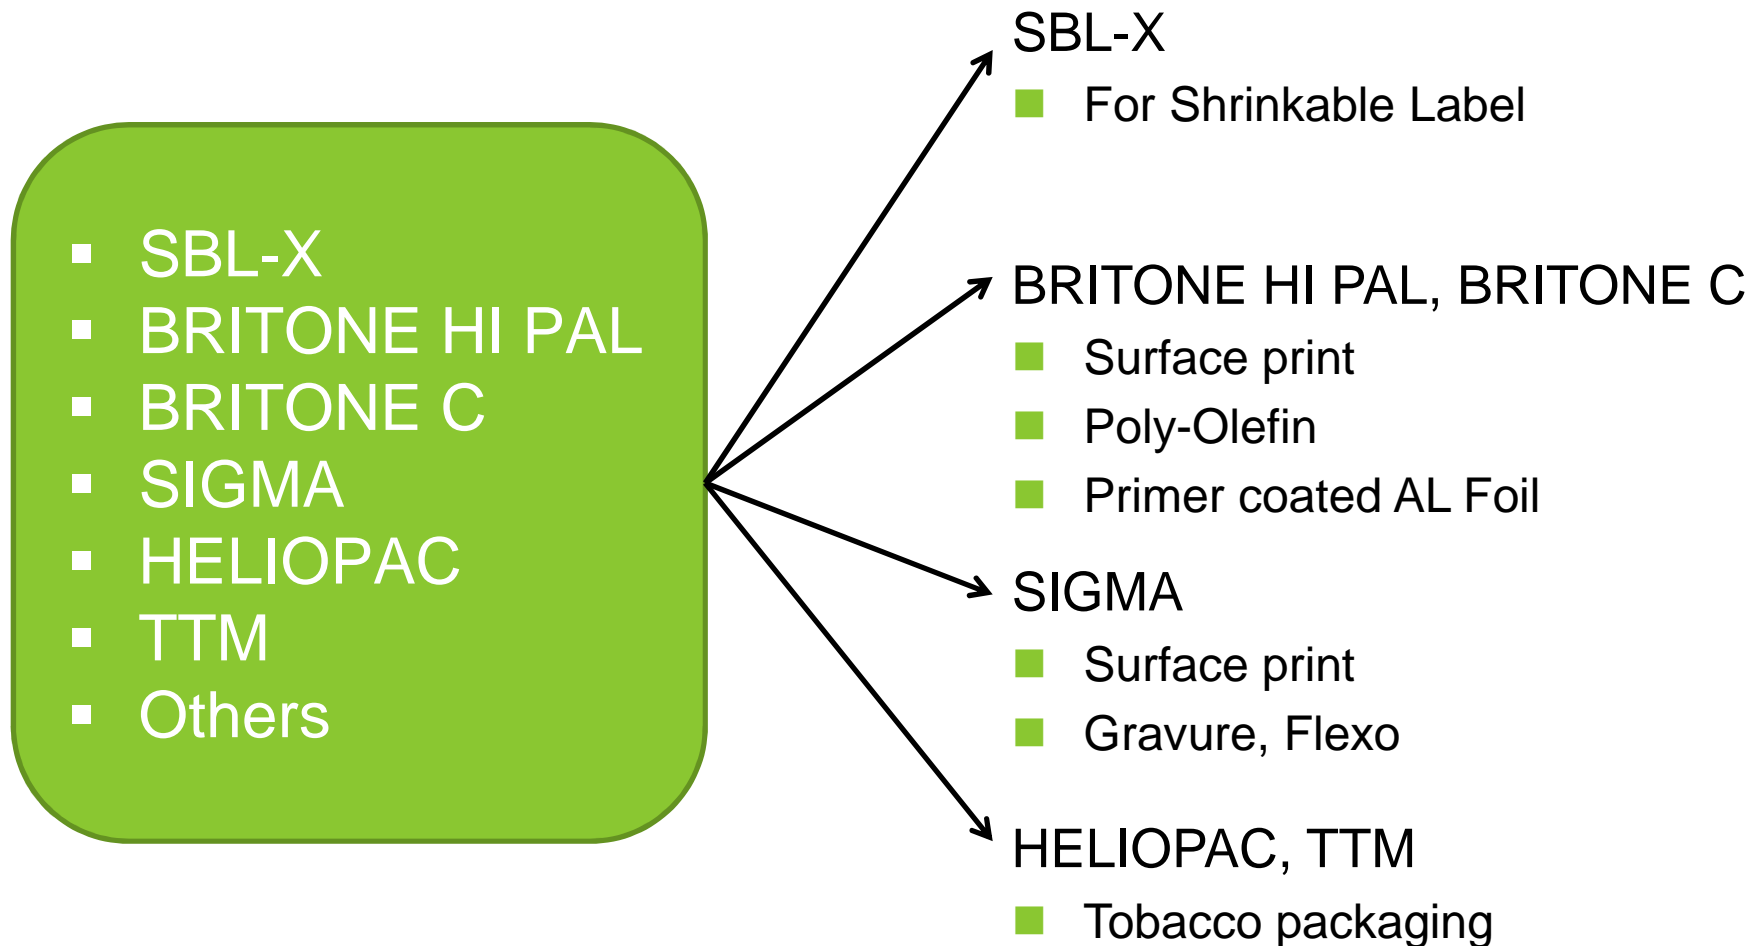 SBL-X
BRITONE HI PAL
BRITONE C
SIGMA
HELIOPAC
TTM
Others
SBL-X
For Shrinkable Label
BRITONE HI PAL, BRITONE C
Surface print
Poly-Olefin
Primer coated AL Foil
SIGMA
Surface print
Gravure, Flexo
HELIOPAC, TTM
Tobacco packaging